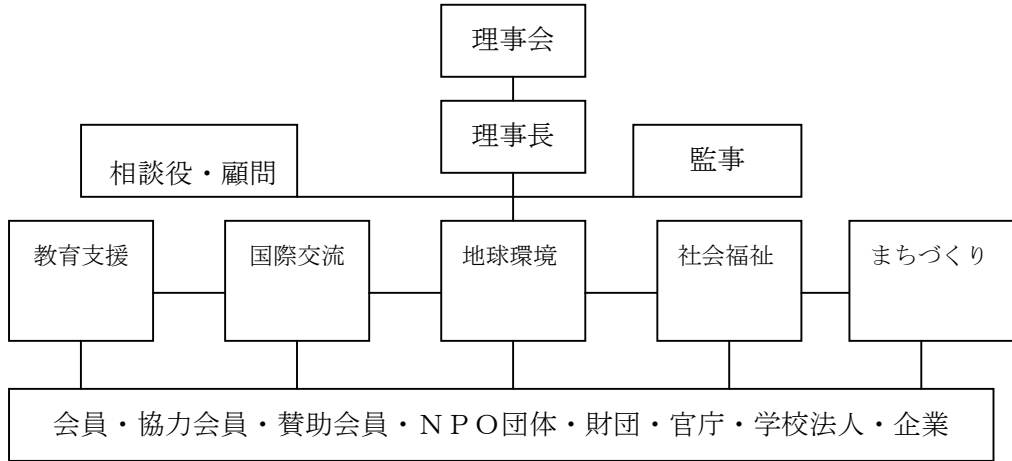 理事会
理事長
相談役・顧問
監事
教育支援
国際交流
地球環境
社会福祉
まちづくり
会員・協力会員・賛助会員・ＮＰＯ団体・財団・官庁・学校法人・企業